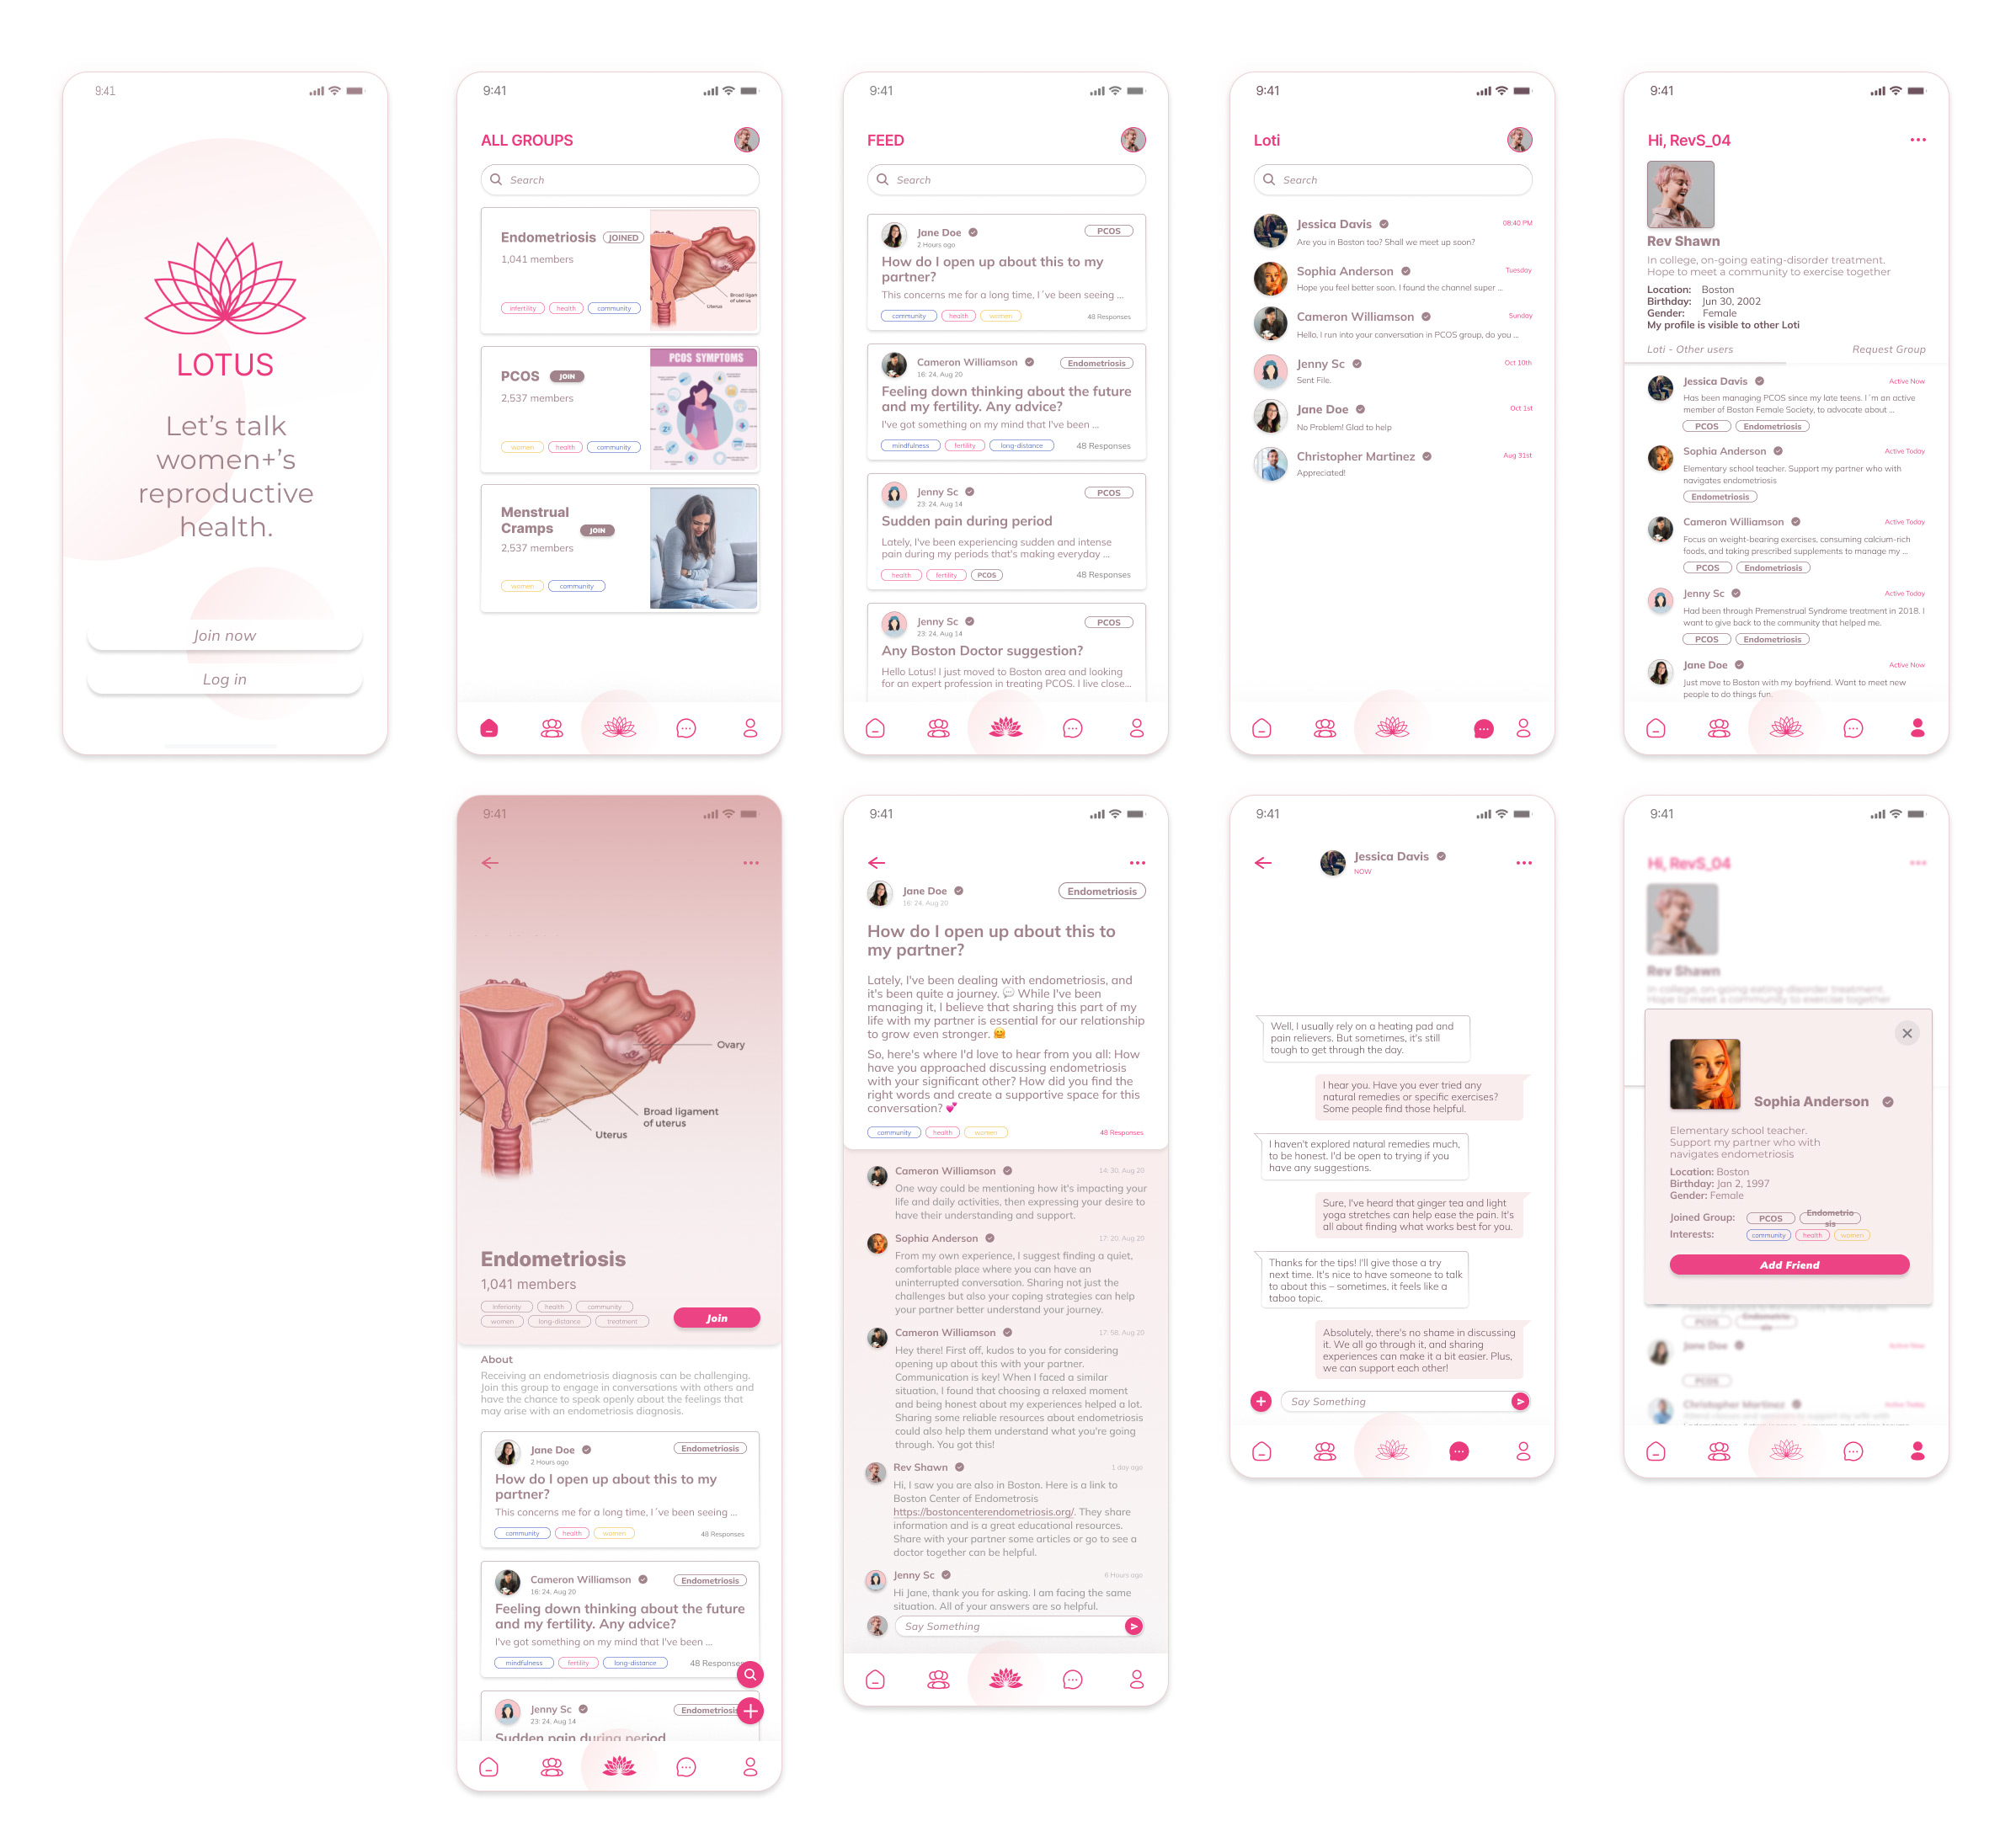 9:41
LOTUS
Let's talk
women+'s
reproductive
health.
Join now
Log in
9:41
ALL GROUPS
Search
Endometriosis JOINED
1,041 members
infertility health community
Broad ligam
of uterus
Uterus
PCOS JOIN
2,537 members
women health community
PCOS SYMPTOMS
Menstrual
Cramps JOIN
2,537 members
women community
9:41
FEED
Search
Jane Doe PCOS
2 Hours ago
How do I open up about this to my
partner?
This concerns me for a long time, I´ve been seeing ...
community health women 48 Responses
Cameron Williamson Endometriosis
16: 24, Aug 20
Feeling down thinking about the future
and my fertility. Any advice?
I've got something on my mind that I've been ...
mindfulness fertility long-distance 48 Responses
Jenny Sc PCOS
23: 24, Aug 14
Sudden pain during period
Lately, I've been experiencing sudden and intense
pain during my periods that's making everyday ...
health fertility PCOS 48 Responses
Jenny Sc PCOS
23: 24, Aug 14
Any Boston Doctor suggestion?
Hello Lotus! I just moved to Boston area and looking
for an expert profession in treating PCOS. I live close...
9:41
Loti
Search
Jessica Davis 08:40 PM
Are you in Boston too? Shall we meet up soon?
Sophia Anderson Tuesday
Hope you feel better soon. I found the channel super ...
Cameron Williamson Sunday
Hello, I run into your conversation in PCOS group, do you ...
Jenny Sc Oct 10th
Sent File.
Jane Doe Oct 1st
No Problem! Glad to help
Christopher Martinez Aug 31st
Appreciated!
9:41
Hi, RevS_04
Rev Shawn
In college, on-going eating-disorder treatment.
Hope to meet a community to exercise together
Location: Boston
Birthday: Jun 30, 2002
Gender: Female
My profile is visible to other Loti
Loti - Other users Request Group
Jessica Davis Active Now
Has been managing PCOS since my late teens. I´m an active
member of Boston Female Society, to advocate about ...
PCOS Endometriosis
Sophia Anderson Active Today
Elementary school teacher. Support my partner who with
navigates endometriosis
Endometriosis
Cameron Williamson Active Today
Focus an weight-bearing exercises, consuming calcium-rich
foods, and taking prescribed supplements to manage my ...
PCOS Endometriosis
Jenny Sc Active Today
Had been through Premenstrual Syndrome treatment in 2018. I
want to give back to the community that helped me.
PCOS Endometriosis
Jane Doe Active Now
Just move to Boston with my boyfriend. Want to meet new
people to do things fun.
9:41
Ovary
Broad ligament
of uterus
Uterus
Endometriosis
1,041 members
Inferiority health community
women long-distance treatment
Join
About
Receiving an endometriosis diagnosis can be challenging.
Join this group to engage in conversations with others and
have the chance to speak openly about the feelings that
may arise with an endometriosis diagnosis.
Jane Doe Endometriosis
2 Hours ago
How do I open up about this to my
partner?
This concerns me for a long time, I´ve been seeing ...
community health women 48 Responses
Cameron Williamson Endometriosis
16: 24, Aug 20
Feeling down thinking about the future
and my fertility. Any advice?
I've got something on my mind that I've been ...
mindfulness fertility long-distance 48 Responses
Jenny Sc Endometriosis
23: 24, Aug 14
Sudden pain during period
9:41
Jane Doe Endometriosis
16: 24, Aug 20
How do I open up about this to
my partner?
Lately, I've been dealing with endometriosis, and
it's been quite a journey. 💬 While I've been
managing it, I believe that sharing this part of my
life with my partner is essential for our relationship
to grow even stronger. 🤗
So, here's where I'd love to hear from you all: How
have you approached discussing endometriosis
with your significant other? How did you find the
right words and create a supportive space for this
conversation? 💕
community health women 48 Responses
Cameron Williamson 14: 30, Aug 20
One way could be mentioning how it's impacting your
life and daily activities, then expressing your desire to
have their understanding and support.
Sophia Anderson 17: 20, Aug 20
From my own experience, I suggest finding a quiet,
comfortable place where you can have an
uninterrupted conversation. Sharing not just the
challenges but also your coping strategies can help
your partner better understand your journey.
Cameron Williamson 17: 58, Aug 20
Hey there! First off, kudos to you for considering
opening up about this with your partner.
Communication is key! When I faced a similar
situation, I found that choosing a relaxed moment
and being honest about my experiences helped a lot.
Sharing some reliable resources about endometriosis
could also help them understand what you're going
through. You got this!
Rev Shawn 1 day ago
Hi, I saw you are also in Boston. Here is a link to
Boston Center of Endometrosis
https://bostoncenterendometriosis.org/. They share
information and is a great educational resources.
Share with your partner some articles or go to see a
doctor together can be helpful.
Jenny Sc 6 Hours ago
Hi Jane, thank you for asking. I am facing the same
situation. All of your answers are so helpful.
Say Something
9:41
Jessica Davis
NOW
Well, I usually rely on a heating pad and
pain relievers. But sometimes, it's still
tough to get through the day.
I hear you. Have you ever tried any
natural remedies or specific exercises?
Some people find those helpful.
I haven't explored natural remedies much,
to be honest. I'd be open to trying if you
have any suggestions.
Sure, I've heard that ginger tea and light
yoga stretches can help ease the pain. It's
all about finding what works best for you.
Thanks for the tips! I'll give those a try
next time. It's nice to have someone to talk
to about this – sometimes, it feels like a
taboo topic.
Absolutely, there's no shame in discussing
it. We all go through it, and sharing
experiences can make it a bit easier. Plus,
we can support each other!
Say Something
9:41
Hi, RevS_04
Rev Shawn
In college, on-going eating-disorder treatment.
Hope to meet a community to exercise together
Sophia Anderson
Elementary school teacher.
Support my partner who with
navigates endometriosis
Location: Boston
Birthday: Jan 2, 1997
Gender: Female
Joined Group: PCOS Endometrio
sis
Interests: community health women
Add Friend
PCOS
Jane Doe Active Now
PCOS
Christopher Martinez Active Today